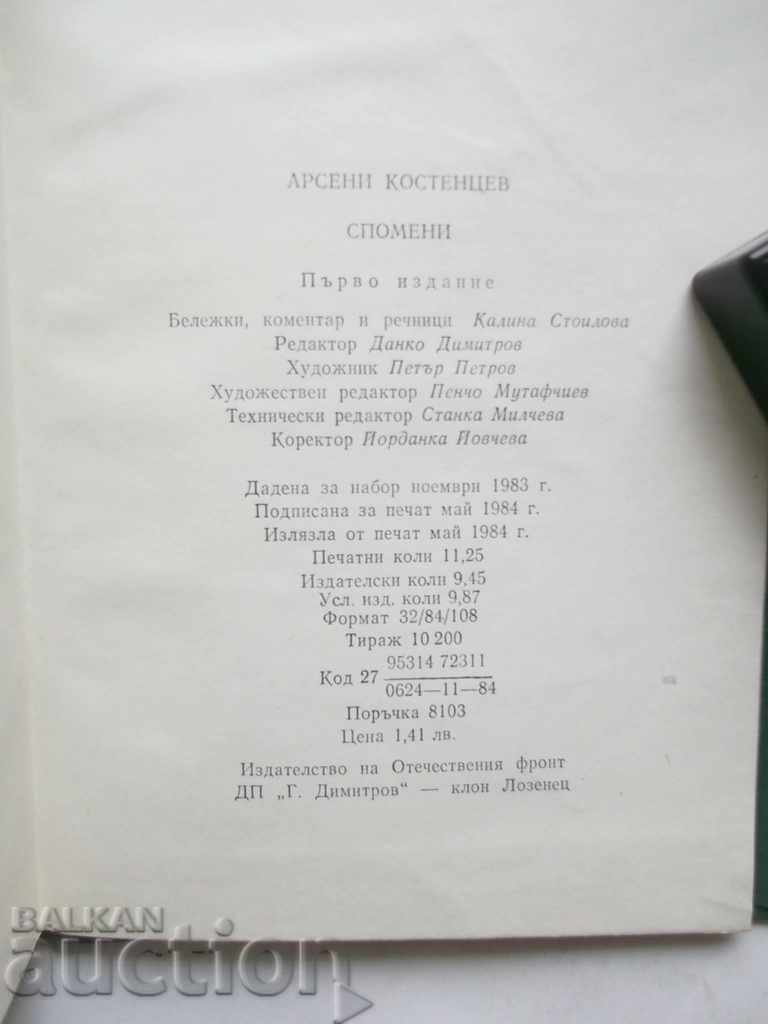 АРСЕНИ КОСТЕНЦЕВ
СПОМЕНИ
Първо издание
Бележки, коментар и речници Калина Стоилова
Редактор Данко Димитров
Художник Петър Петров
Художествен редактор Пенчо Мутафчиев
Технически редактор Станка Милчева
Коректор Йорданка Йовчева
Дадена за набор ноември 1983 г.
Подписана за печат май 1984 г.
Излязла от печат май 1984 г.
Печатни коли 11,25
Издателски коли 9,45
Усл. изд. коли 9,87
Формат 32/84/108
Тираж 10 200
Код 27 95314 72311
0624—11—84
Поръчка 8103
Цена 1,41 лв.
Издателство на Отечествения фронт
ДП „Г. Димитров“ — клон Лозенец
BALKAN
auction